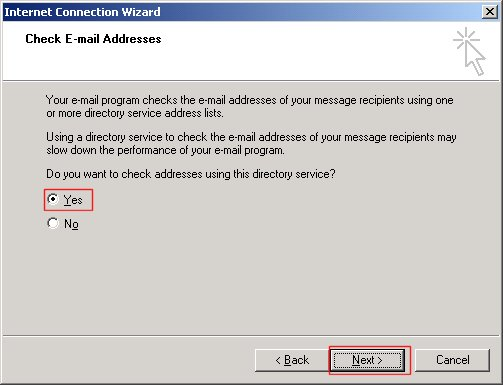 Internet Connection Wizard
Check E-mail Addresses
Your e-mail program checks the e-mail addresses of your message recipients using one
or more directory service address lists.
Using a directory service to check the e-mail addresses of your message recipients may
slow down the performance of your e-mail program.
Do you want to check addresses using this directory service?
Yes
No
< Back
Next >
Cancel